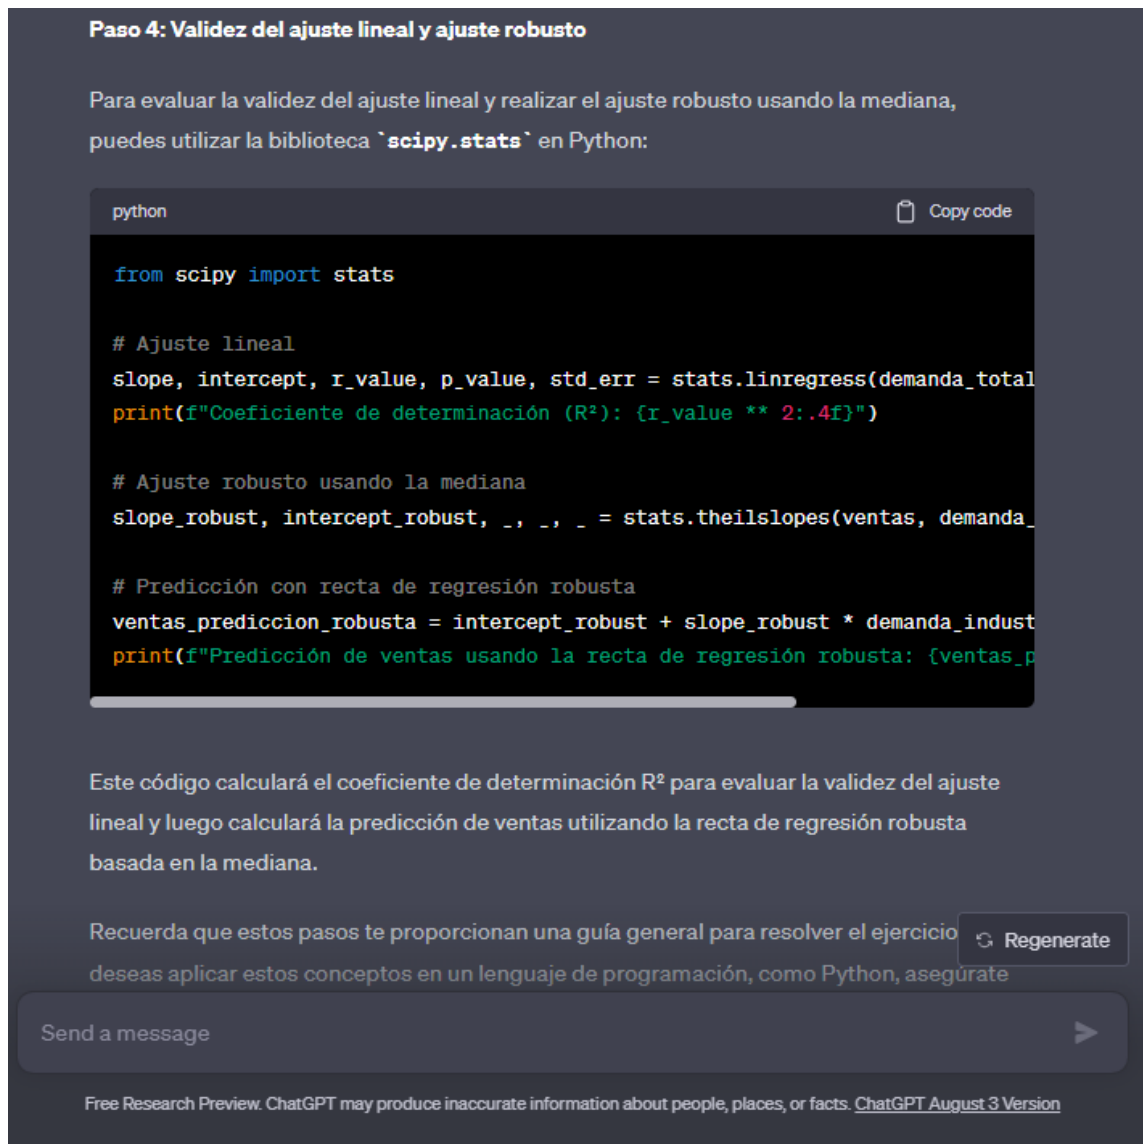 Paso 4: Validez del ajuste lineal y ajuste robusto
Para evaluar la validez del ajuste lineal y realizar el ajuste robusto usando la mediana,
puedes utilizar la biblioteca `scipy.stats` en Python:
python
Copy code
from scipy import stats
# Ajuste lineal
slope, intercept, r_value, p_value, std_err = stats.linregress(demanda_total
print(f"Coeficiente de determinación (R²): {r_value ** 2:.4f}")
# Ajuste robusto usando la mediana
slope_robust, intercept_robust, _, _, _ = stats.theilslopes(ventas, demanda_
# Predicción con recta de regresión robusta
ventas_prediccion_robusta = intercept_robust + slope_robust * demanda_indust
print(f"Predicción de ventas usando la recta de regresión robusta: {ventas_p
Este código calculará el coeficiente de determinación R² para evaluar la validez del ajuste
lineal y luego calculará la predicción de ventas utilizando la recta de regresión robusta
basada en la mediana.
Recuerda que estos pasos te proporcionan una guía general para resolver el ejercicio
Regenerate
deseas aplicar estos conceptos en un lenguaje de programación, como Python, asegúrate
Send a message
Free Research Preview. ChatGPT may produce inaccurate information about people, places, or facts. ChatGPT August 3 Version